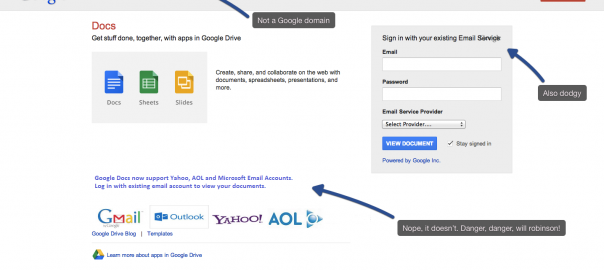 Not a Google domain
Docs
Get stuff done, together, with apps in Google Drive
Docs
Sheets
Slides
Create, share, and collaborate on the web with
documents, spreadsheets, presentations, and
more.
Sign in with your existing Email Service
Email
Also dodgy
Password
Email Service Provider
Select Provider....
VIEW DOCUMENT
Stay signed in
Powered by Google Inc.
Google Docs now support Yahoo, AOL and Microsoft Email Accounts.
Log in with existing email account to view your documents.
Gmail
by Google
Outlook
YAHOO!
AOL
Nope, it doesn't. Danger, danger, will robinson!
Google Drive Blog | Templates
Learn more about apps in Google Drive